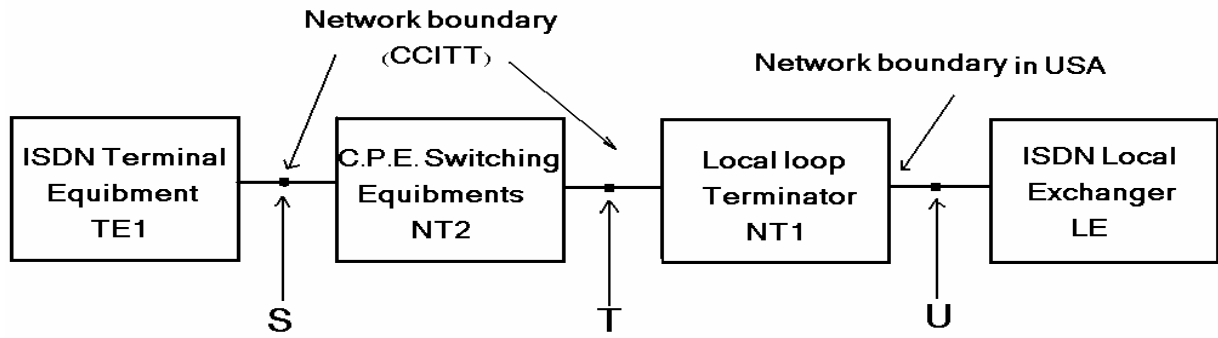 Network boundary
(CCITT)
Network boundary in USA
ISDN Terminal
Equibment
TE1
C.P.E. Switching
Equibments
NT2
Local loop
Terminator
NT1
ISDN Local
Exchanger
LE
S
T
U